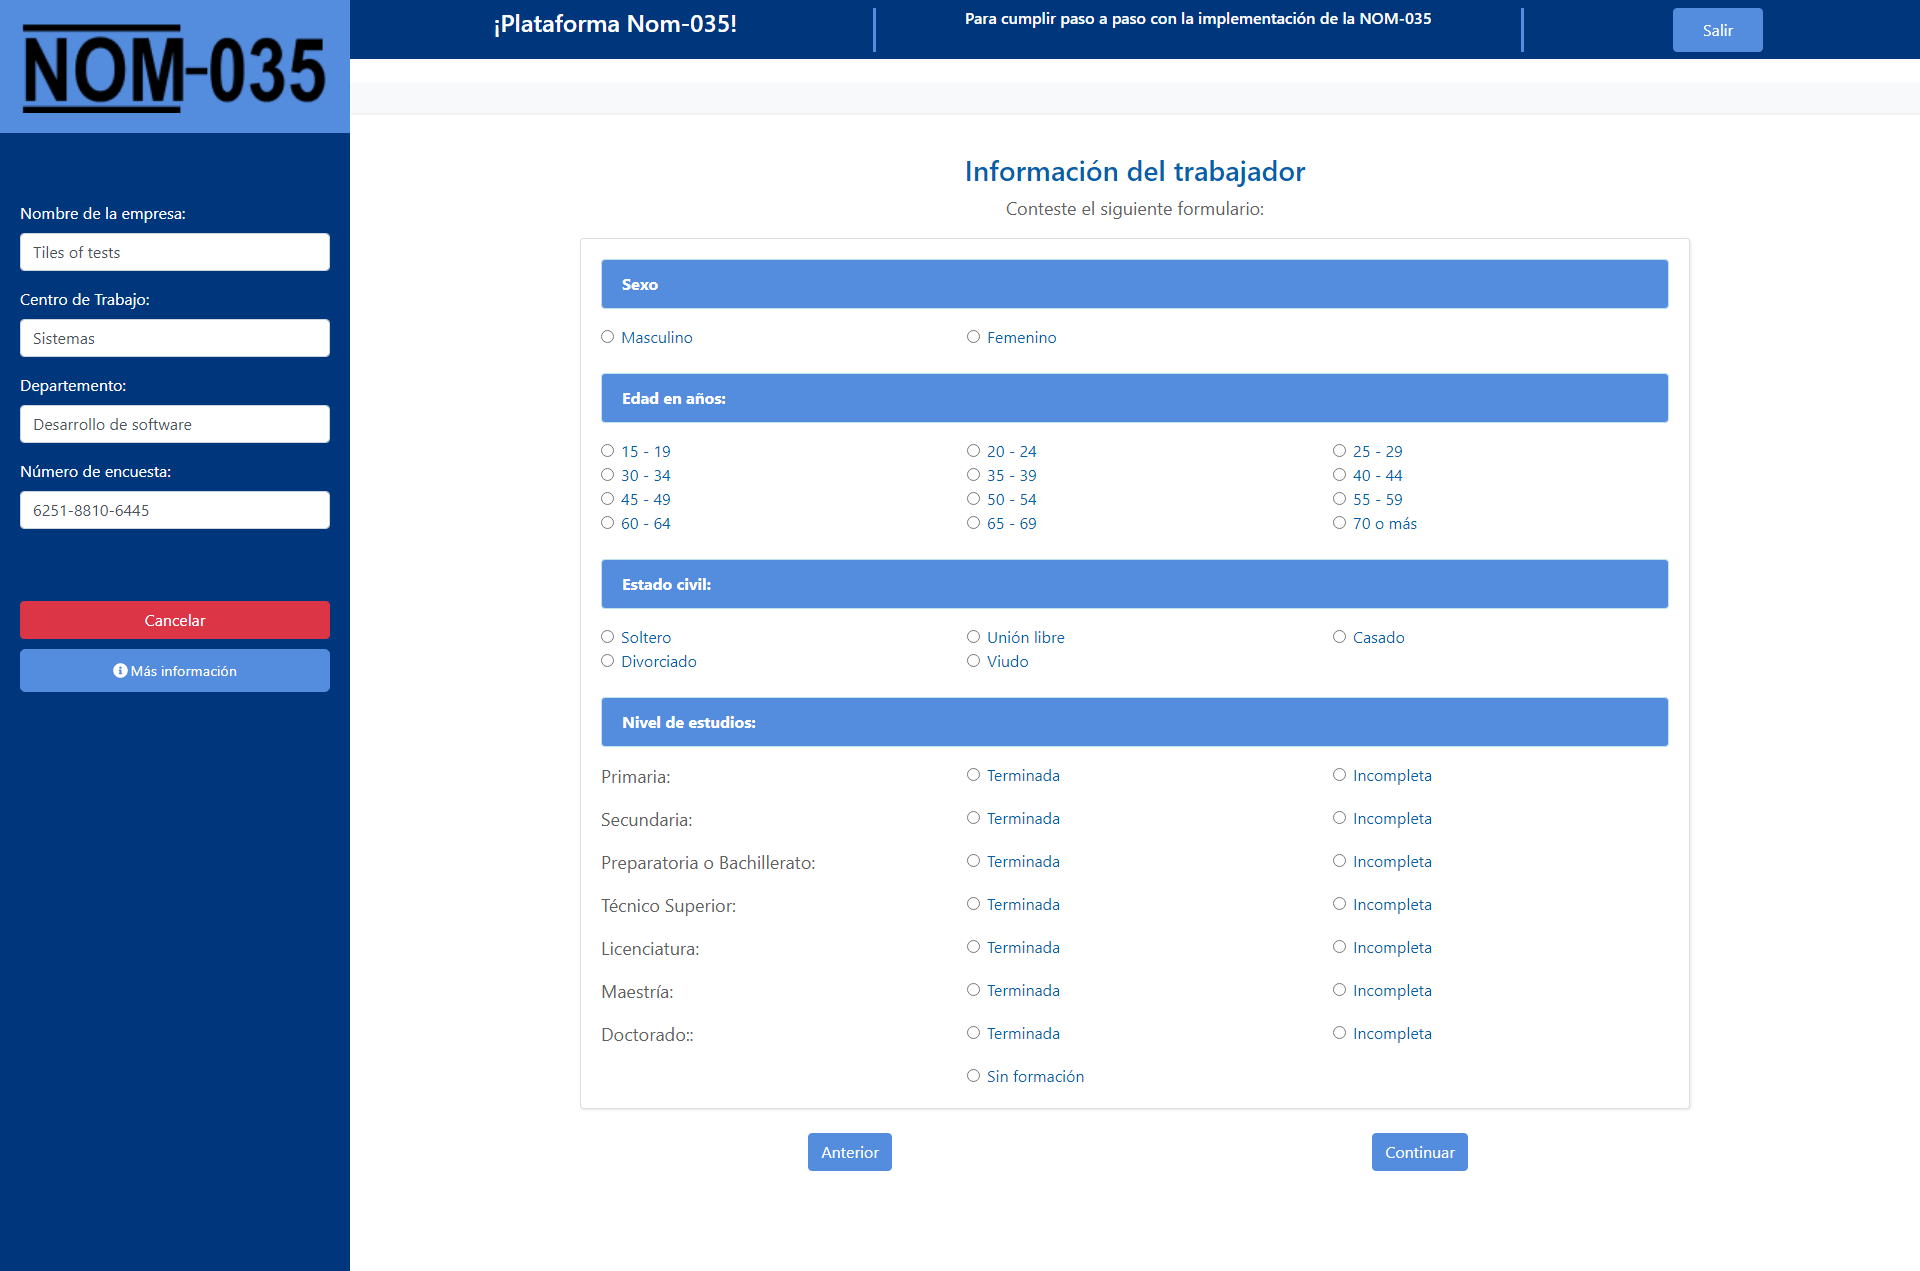 NOM-035
¡Plataforma Nom-035!
Para cumplir paso a paso con la implementación de la NOM-035
Salir
Nombre de la empresa:
Tiles of tests
Centro de Trabajo:
Sistemas
Departemento:
Desarrollo de software
Número de encuesta:
6251-8810-6445
Cancelar
Más información
Información del trabajador
Conteste el siguiente formulario:
Sexo
Masculino Femenino
Edad en años:
15 - 19 20 - 24 25 - 29
30 - 34 35 - 39 40 - 44
45 - 49 50 - 54 55 - 59
60 - 64 65 - 69 70 o más
Estado civil:
Soltero Unión libre Casado
Divorciado Viudo
Nivel de estudios:
Primaria: Terminada Incompleta
Secundaria: Terminada Incompleta
Preparatoria o Bachillerato: Terminada Incompleta
Técnico Superior: Terminada Incompleta
Licenciatura: Terminada Incompleta
Maestría: Terminada Incompleta
Doctorado:: Terminada Incompleta
Sin formación
Anterior Continuar